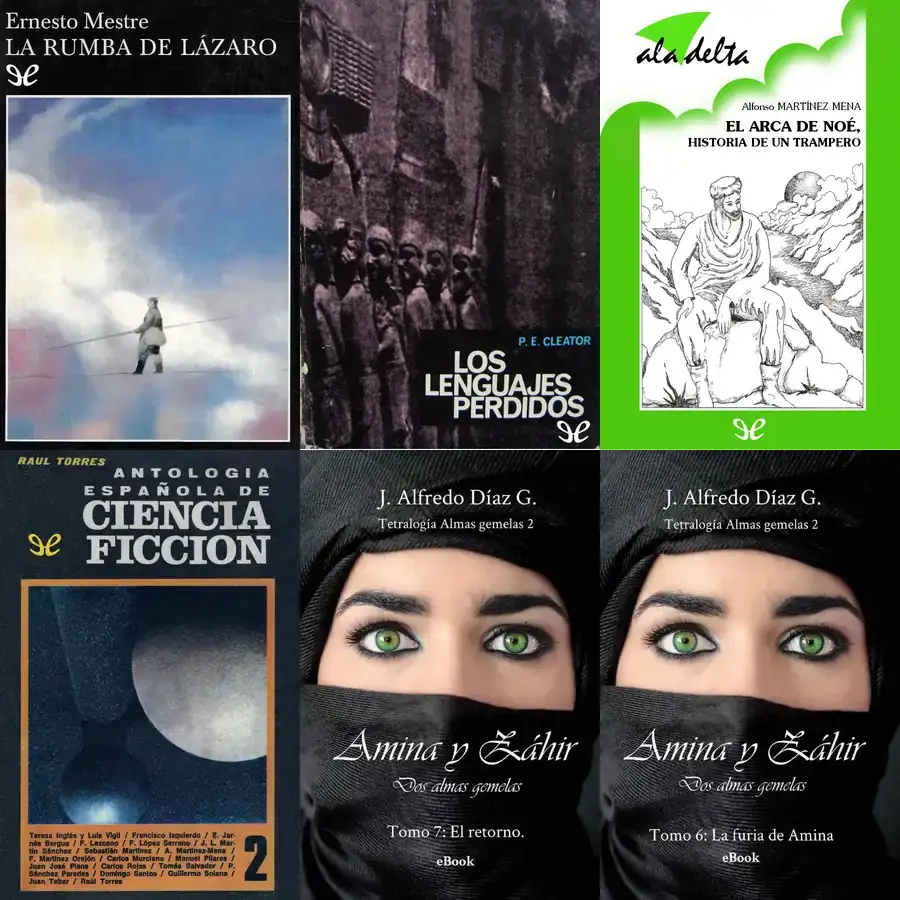 Ernesto Mestre
LA RUMBA DE LÁZARO
P. E. CLEATOR
LOS
LENGUAJES
PERDIDOS
ala delta
Alfonso MARTÍNEZ MENA
EL ARCA DE NOÉ,
HISTORIA DE UN TRAMPERO
RAUL TORRES
ANTOLOGIA
ESPAÑOLA DE
CIENCIA
FICCION
Teresa Inglés y Luis Vigil / Francisco Izquierdo / E. Jar-
nés Bergua / F. Lezcano / F. López Serrano / J. L. Mar-
tín Sánchez / Sebastián Martínez / A. Martínez-Mena /
F. Martínez Orejón / Carlos Murciano / Manuel Pilares /
Juan José Plana / Carlos Rojas / Tomás Salvador / P.
Sánchez Paredes / Domingo Santos / Guillermo Solana /
Juan Tebar / Raúl Torres
2
J. Alfredo Díaz G.
Tetralogía Almas gemelas 2
Amina y Záhir
Dos almas gemelas
Tomo 7: El retorno.
eBook
J. Alfredo Díaz G.
Tetralogía Almas gemelas 2
Amina y Záhir
Dos almas gemelas
Tomo 6: La furia de Amina
eBook